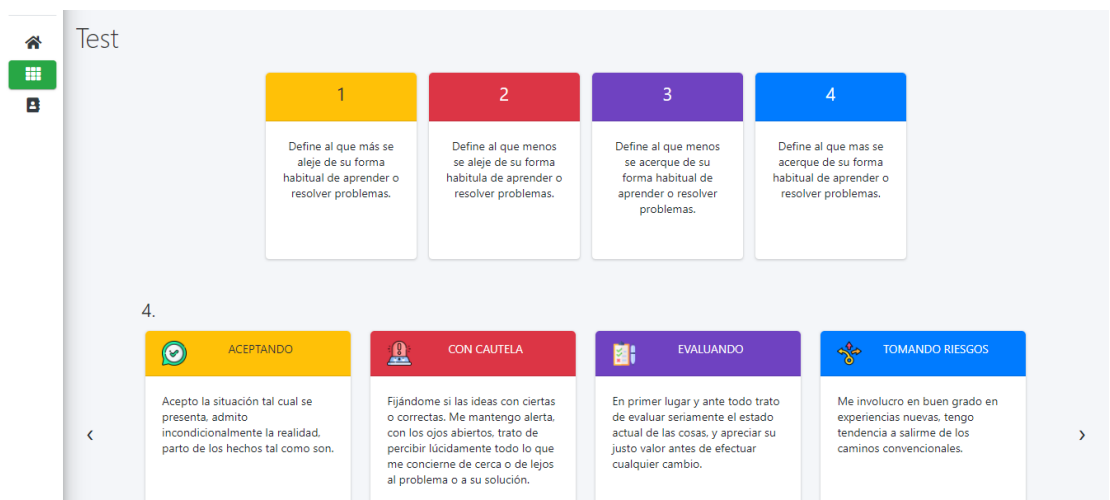 Test
1
Define al que más se
aleje de su forma
habitual de aprender o
resolver problemas.
2
Define al que menos
se aleje de su forma
habitula de aprender o
resolver problemas.
3
Define al que menos
se acerque de su
forma habitual de
aprender o resolver
problemas.
4
Define al que mas se
acerque de su forma
habitual de aprender o
resolver problemas.
4.
ACEPTANDO
Acepto la situación tal cual se
presenta, admito
incondicionalmente la realidad,
parto de los hechos tal como son.
CON CAUTELA
Fijándome si las ideas con ciertas
o correctas. Me mantengo alerta,
con los ojos abiertos, trato de
percibir lúcidamente todo lo que
me concierne de cerca o de lejos
al problema o a su solución.
EVALUANDO
En primer lugar y ante todo trato
de evaluar seriamente el estado
actual de las cosas, y apreciar su
justo valor antes de efectuar
cualquier cambio.
TOMANDO RIESGOS
Me involucro en buen grado en
experiencias nuevas, tengo
tendencia a salirme de los
caminos convencionales.